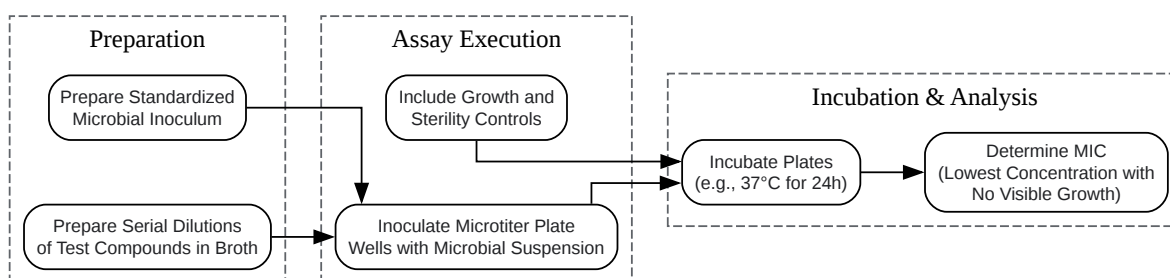 Preparation
Prepare Standardized
Microbial Inoculum
Prepare Serial Dilutions
of Test Compounds in Broth
Assay Execution
Include Growth and
Sterility Controls
Inoculate Microtiter Plate
Wells with Microbial Suspension
Incubation & Analysis
Incubate Plates
(e.g., 37°C for 24h)
Determine MIC
(Lowest Concentration with
No Visible Growth)